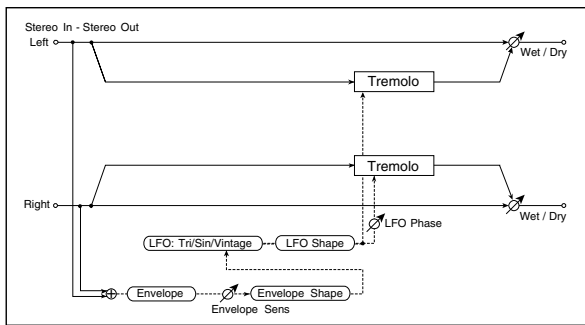 Stereo In - Stereo Out
Left
Wet / Dry
Tremolo
Tremolo
Right
Wet / Dry
LFO Phase
LFO: Tri/Sin/Vintage
LFO Shape
Envelope
Envelope Sens
Envelope Shape